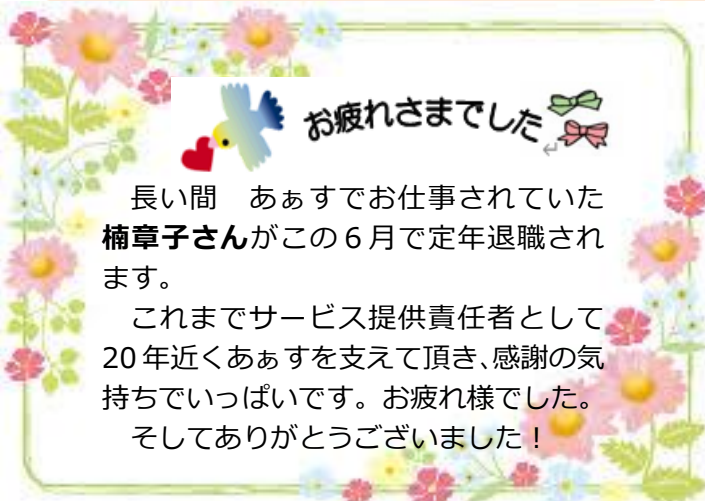 お疲れさまでした
　長い間　あぁすでお仕事されていた
楠章子さんがこの６月で定年退職され
ます。
　これまでサービス提供責任者として
20年近くあぁすを支えて頂き、感謝の気
持ちでいっぱいです。お疲れ様でした。
　そしてありがとうございました！